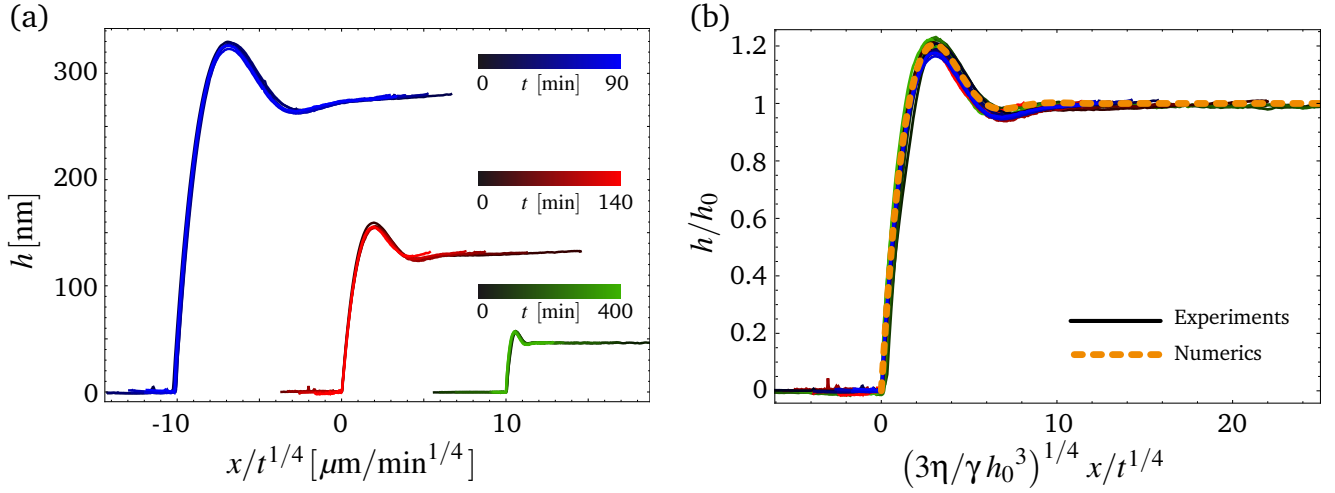 (a)
h [nm]
300
200
100
0
0 t [min] 90
0 t [min] 140
0 t [min] 400
-10 0 10
x/t^{1/4} [μm/min^{1/4}]
(b)
h/h_0
1.2
1
0.8
0.6
0.4
0.2
0
Experiments
Numerics
0 10 20
(3η/γ h_0^3)^{1/4} x/t^{1/4}